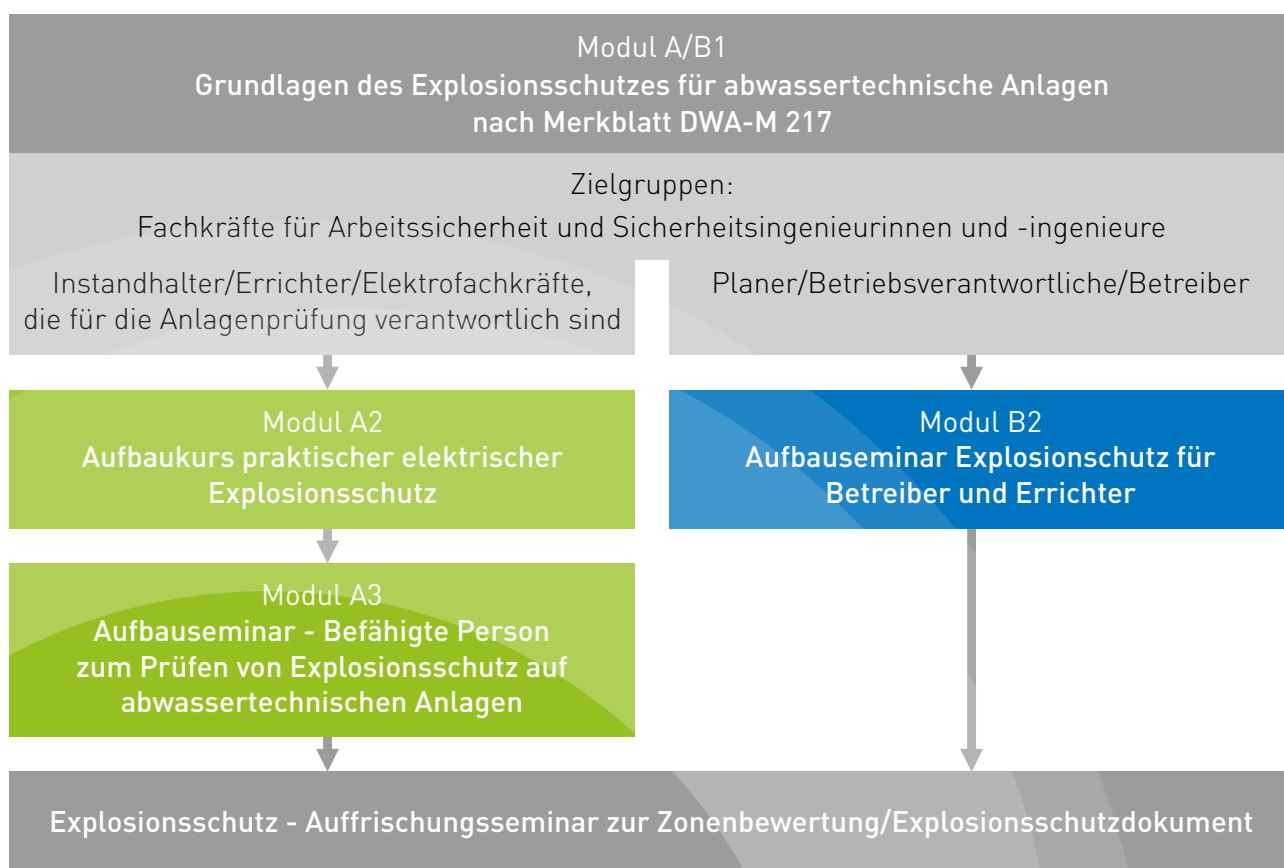 Modul A/B1
Grundlagen des Explosionsschutzes für abwassertechnische Anlagen
nach Merkblatt DWA-M 217
Zielgruppen:
Fachkräfte für Arbeitssicherheit und Sicherheitsingenieurinnen und -ingenieure
Instandhalter/Errichter/Elektrofachkräfte,
die für die Anlagenprüfung verantwortlich sind
Planer/Betriebsverantwortliche/Betreiber
Modul A2
Aufbaukurs praktischer elektrischer
Explosionsschutz
Modul B2
Aufbauseminar Explosionschutz für
Betreiber und Errichter
Modul A3
Aufbauseminar - Befähigte Person
zum Prüfen von Explosionsschutz auf
abwassertechnischen Anlagen
Explosionsschutz - Auffrischungsseminar zur Zonenbewertung/Explosionsschutzdokument